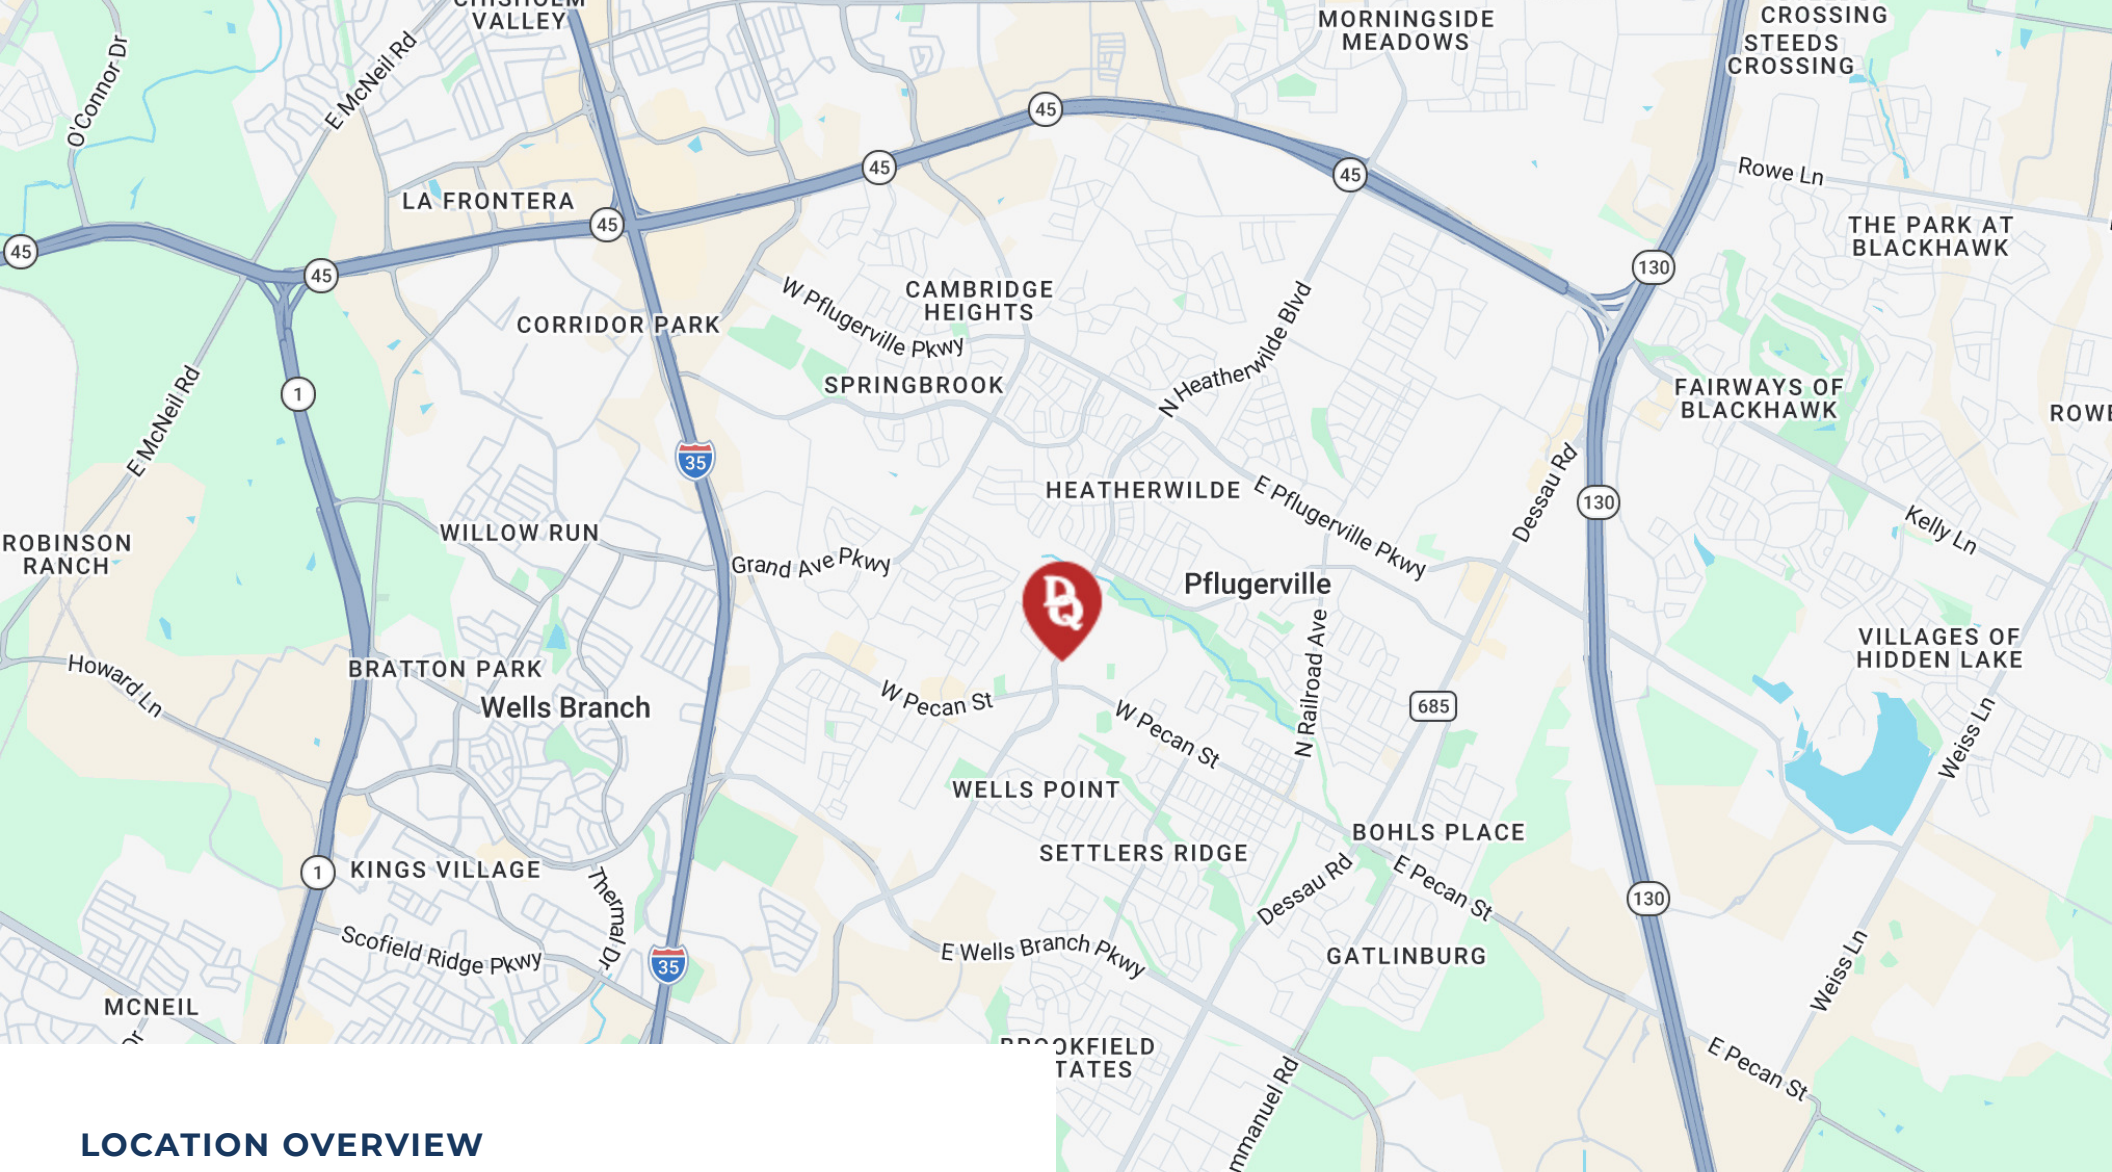 CHISHOLM
VALLEY
MORNINGSIDE
MEADOWS
CROSSING
STEEDS
CROSSING
O'Connor Dr
E McNeil Rd
45
45
45
Rowe Ln
LA FRONTERA
45
THE PARK AT
BLACKHAWK
45
45
130
W Pflugerville Pkwy
CAMBRIDGE
HEIGHTS
N Heatherwilde Blvd
CORRIDOR PARK
SPRINGBROOK
1
E McNeil Rd
FAIRWAYS OF
BLACKHAWK
35
HEATHERWILDE
E Pflugerville Pkwy
Dessau Rd
130
Kelly Ln
WILLOW RUN
ROBINSON
RANCH
Grand Ave Pkwy
DQ
Pflugerville
Howard Ln
BRATTON PARK
Wells Branch
W Pecan St
W Pecan St
N Railroad Ave
685
VILLAGES OF
HIDDEN LAKE
Weiss Ln
WELLS POINT
BOHLS PLACE
SETTLERS RIDGE
1
KINGS VILLAGE
Thermal Dr
Dessau Rd
E Pecan St
130
Scofield Ridge Pkwy
35
E Wells Branch Pkwy
GATLINBURG
Weiss Ln
MCNEIL
E Pecan St
LOCATION OVERVIEW